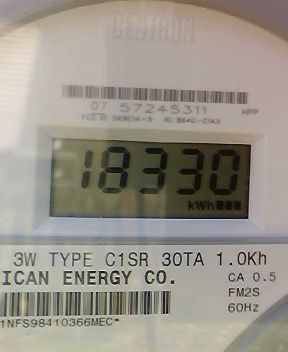 CENTRON
07 57245311 HPP
18330
kWh
3W TYPE C1SR 30TA 1.0Kh
ICAN ENERGY CO. CA 0.5
FM2S
1NFS98410366MEC* 60Hz